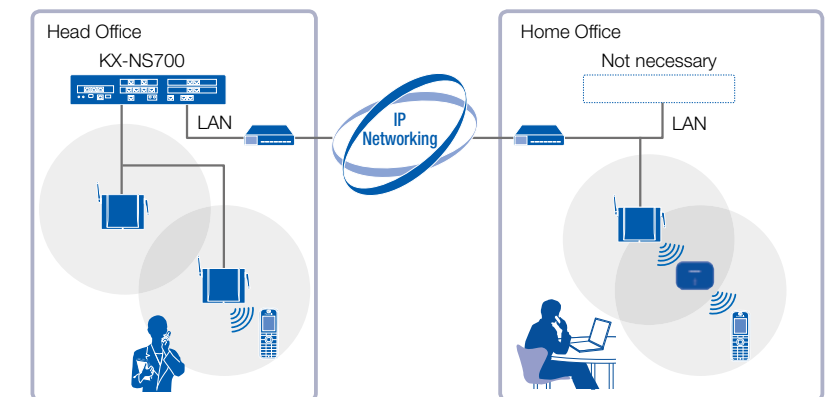 Head Office
KX-NS700
LAN
IP
Networking
Home Office
Not necessary
LAN